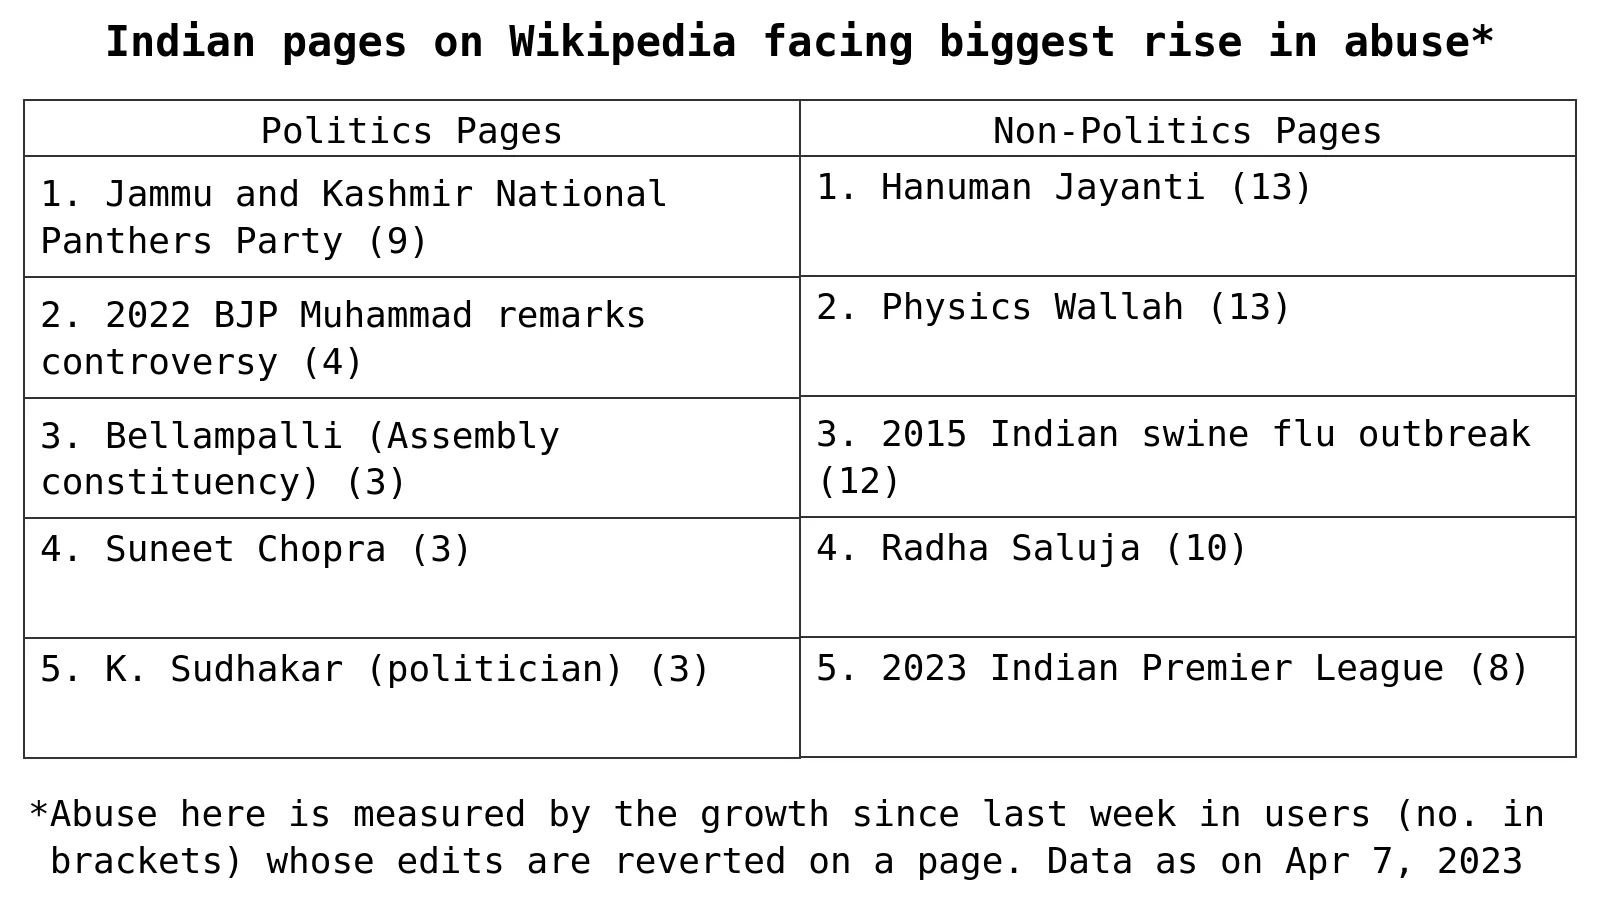 Indian pages on Wikipedia facing biggest rise in abuse*
Politics Pages
Non-Politics Pages
1. Jammu and Kashmir National
Panthers Party (9)
1. Hanuman Jayanti (13)
2. 2022 BJP Muhammad remarks
controversy (4)
2. Physics Wallah (13)
3. Bellampalli (Assembly
constituency) (3)
3. 2015 Indian swine flu outbreak
(12)
4. Suneet Chopra (3)
4. Radha Saluja (10)
5. K. Sudhakar (politician) (3)
5. 2023 Indian Premier League (8)
*Abuse here is measured by the growth since last week in users (no. in
brackets) whose edits are reverted on a page. Data as on Apr 7, 2023